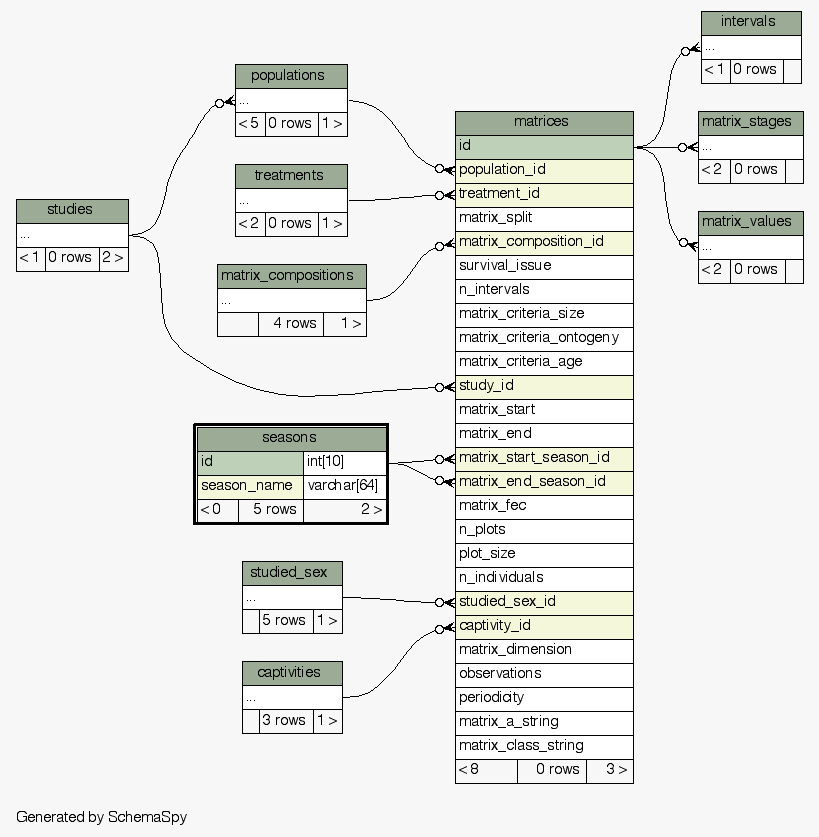 intervals
...
< 1 0 rows
populations
...
< 5 0 rows 1 >
matrices
id
population_id
treatment_id
matrix_split
matrix_composition_id
survival_issue
n_intervals
matrix_criteria_size
matrix_criteria_ontogeny
matrix_criteria_age
study_id
matrix_start
matrix_end
matrix_start_season_id
matrix_end_season_id
matrix_fec
n_plots
plot_size
n_individuals
studied_sex_id
captivity_id
matrix_dimension
observations
periodicity
matrix_a_string
matrix_class_string
< 8 0 rows 3 >
matrix_stages
...
< 2 0 rows
treatments
...
< 2 0 rows 1 >
studies
...
< 1 0 rows 2 >
matrix_values
...
< 2 0 rows
matrix_compositions
...
4 rows 1 >
seasons
id int[10]
season_name varchar[64]
< 0 5 rows 2 >
studied_sex
...
5 rows 1 >
captivities
...
3 rows 1 >
Generated by SchemaSpy